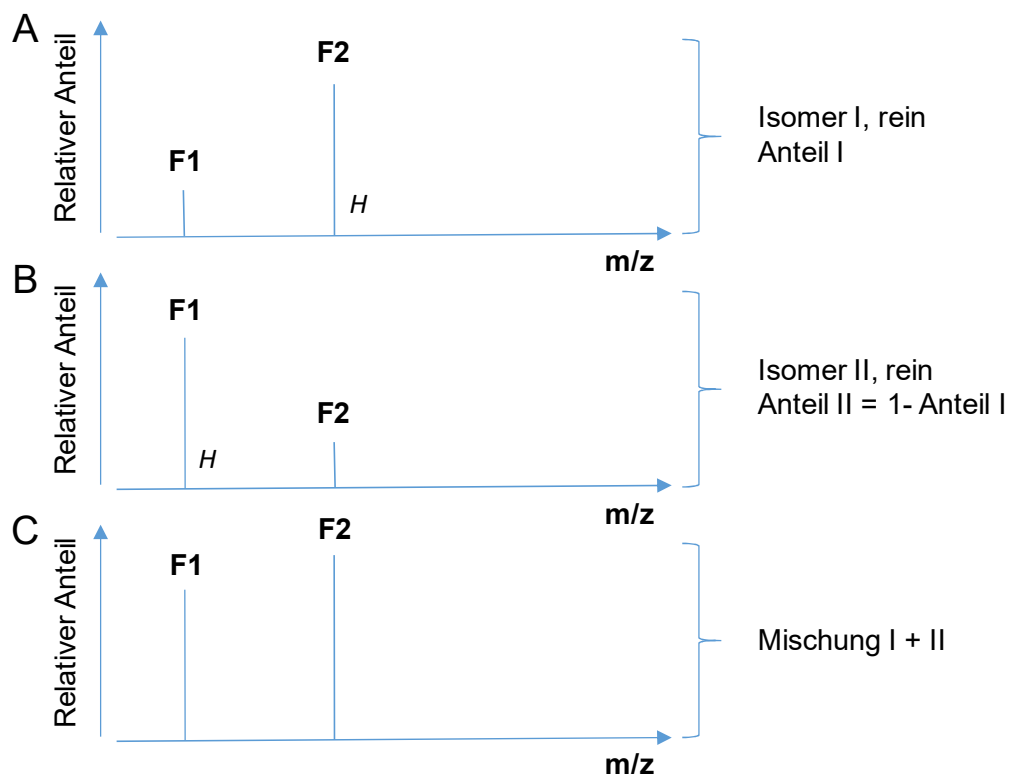 A
Relativer Anteil
F1
F2
H
m/z
Isomer I, rein
Anteil I
B
Relativer Anteil
F1
H
F2
m/z
Isomer II, rein
Anteil II = 1- Anteil I
C
Relativer Anteil
F1
F2
m/z
Mischung I + II